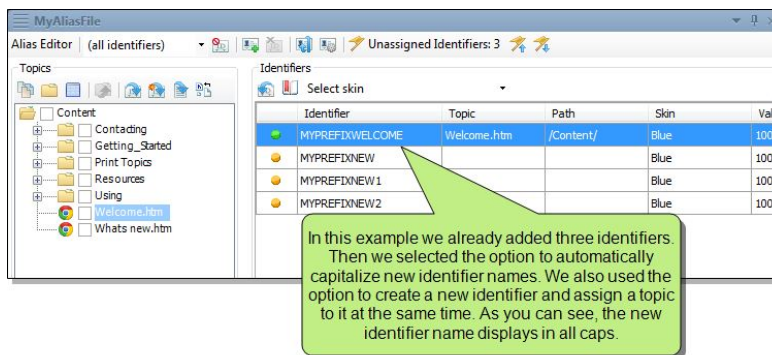 MyAliasFile
Alias Editor (all identifiers) Unassigned Identifiers: 3
Topics
Content
Contacting
Getting_Started
Print Topics
Resources
Using
Welcome.htm
Whats new.htm
Identifiers
Select skin
Identifier Topic Path Skin
MYPREFIXWELCOME Welcome.htm /Content/ Blue 100
MYPREFIXNEW Blue 100
MYPREFIXNEW1 Blue 100
MYPREFIXNEW2 Blue 100
In this example we already added three identifiers.
Then we selected the option to automatically
capitalize new identifier names. We also used the
option to create a new identifier and assign a topic
to it at the same time. As you can see, the new
identifier name displays in all caps.